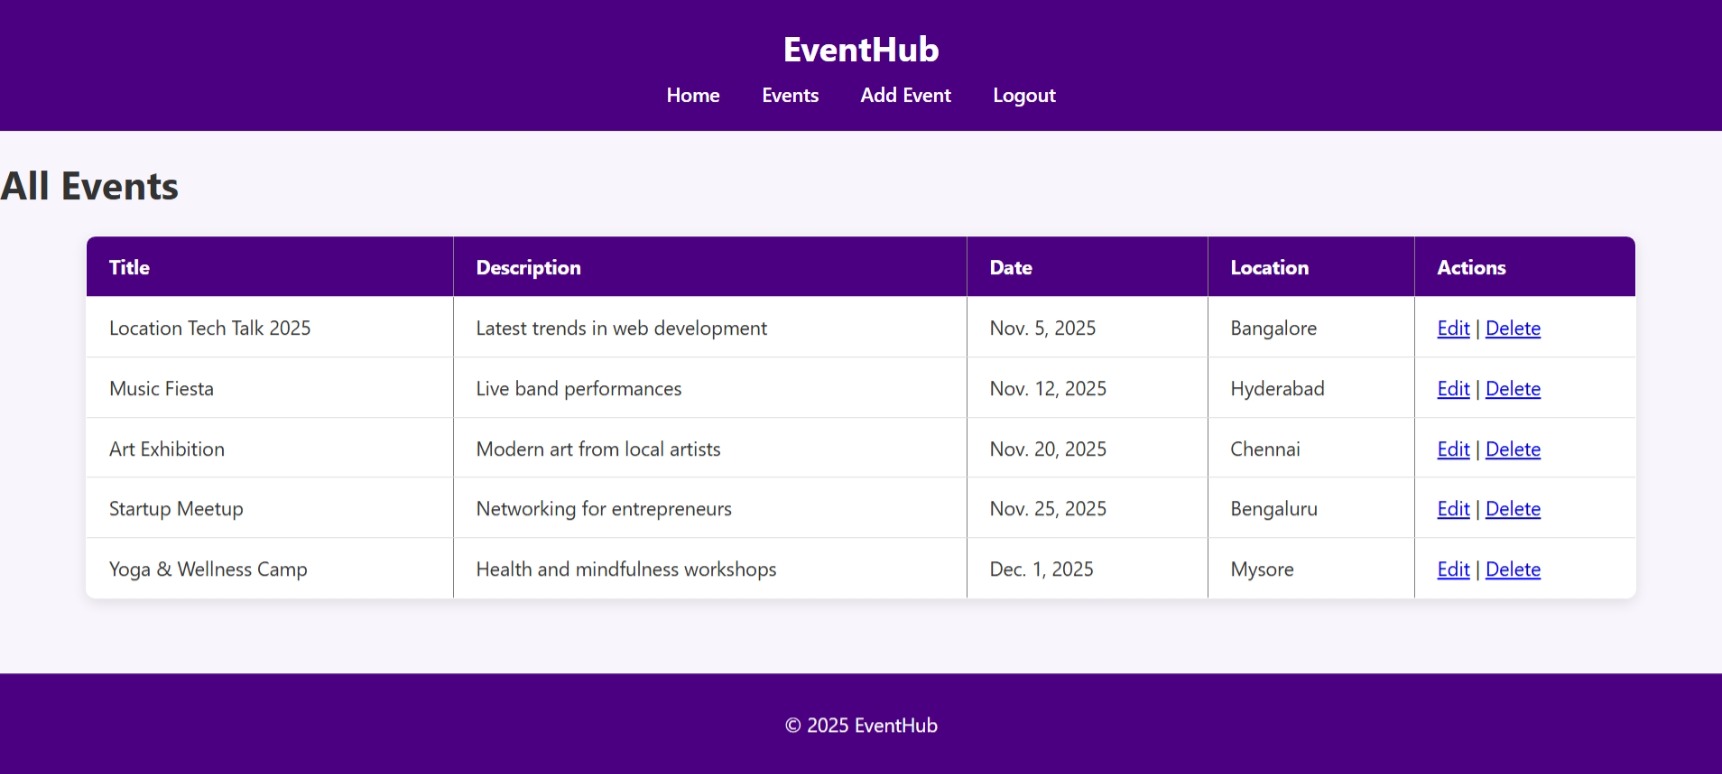 EventHub
Home Events Add Event Logout
All Events
Title Description Date Location Actions
Location Tech Talk 2025 Latest trends in web development Nov. 5, 2025 Bangalore Edit | Delete
Music Fiesta Live band performances Nov. 12, 2025 Hyderabad Edit | Delete
Art Exhibition Modern art from local artists Nov. 20, 2025 Chennai Edit | Delete
Startup Meetup Networking for entrepreneurs Nov. 25, 2025 Bengaluru Edit | Delete
Yoga & Wellness Camp Health and mindfulness workshops Dec. 1, 2025 Mysore Edit | Delete
© 2025 EventHub